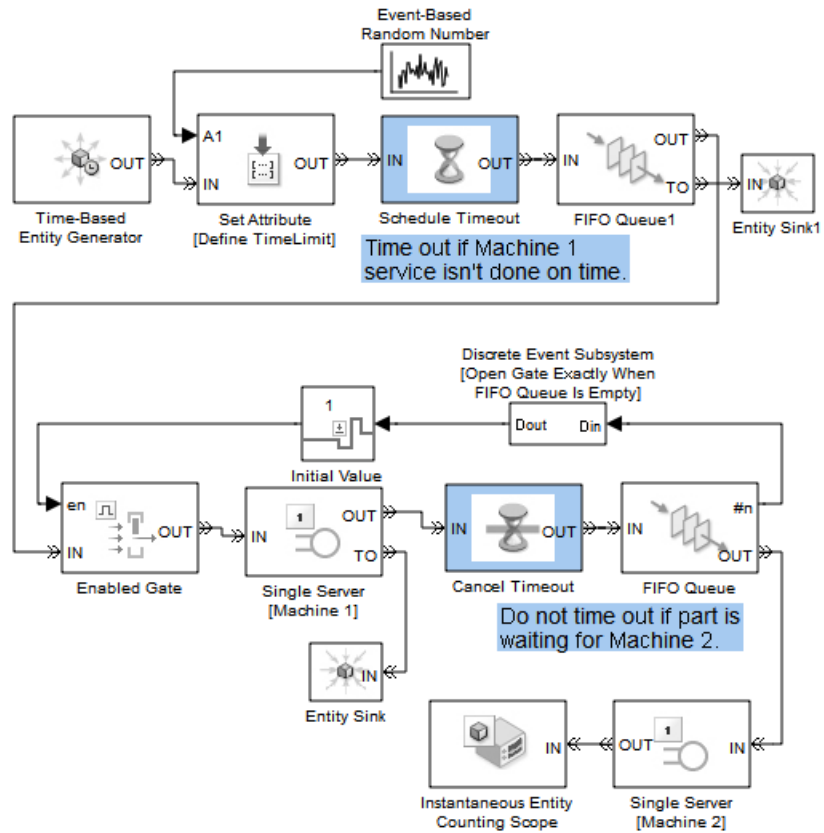 Event-Based
Random Number
A1
IN
OUT
OUT
IN
OUT
IN
OUT
TO
IN
Time-Based
Entity Generator
Set Attribute
[Define TimeLimit]
Schedule Timeout
FIFO Queue1
Entity Sink1
Time out if Machine 1
service isn't done on time.
Discrete Event Subsystem
[Open Gate Exactly When
FIFO Queue Is Empty]
1
Dout
Din
Initial Value
en
IN
OUT
1
IN
OUT
TO
IN
OUT
IN
#n
OUT
Enabled Gate
Single Server
[Machine 1]
Cancel Timeout
FIFO Queue
Do not time out if part is
waiting for Machine 2.
IN
Entity Sink
IN
OUT
1
IN
Instantaneous Entity
Counting Scope
Single Server
[Machine 2]